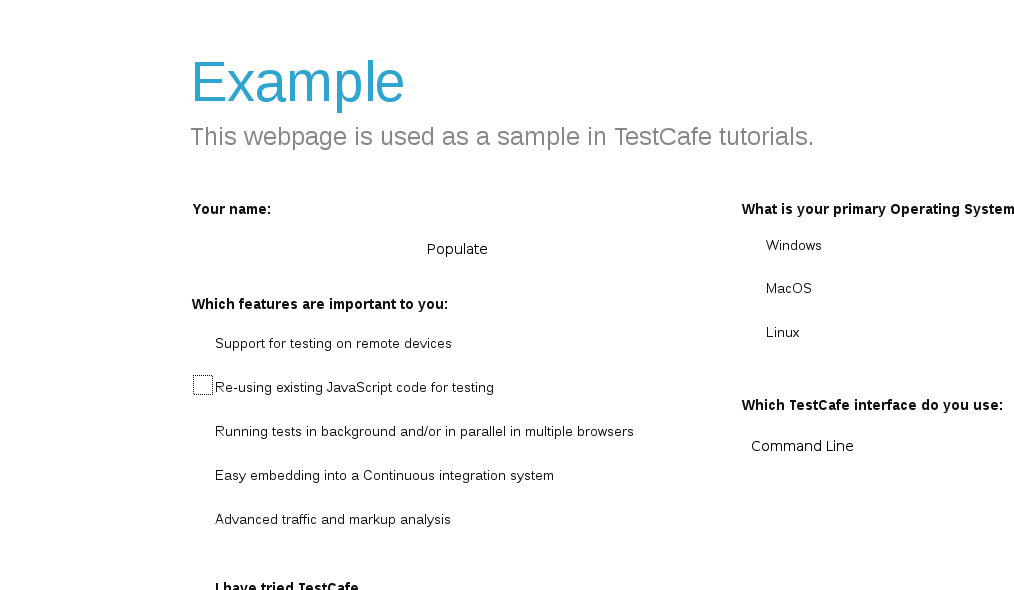 Example
This webpage is used as a sample in TestCafe tutorials.
Your name:
Populate
Which features are important to you:
Support for testing on remote devices
Re-using existing JavaScript code for testing
Running tests in background and/or in parallel in multiple browsers
Easy embedding into a Continuous integration system
Advanced traffic and markup analysis
I have tried TestCafe
What is your primary Operating System
Windows
MacOS
Linux
Which TestCafe interface do you use:
Command Line